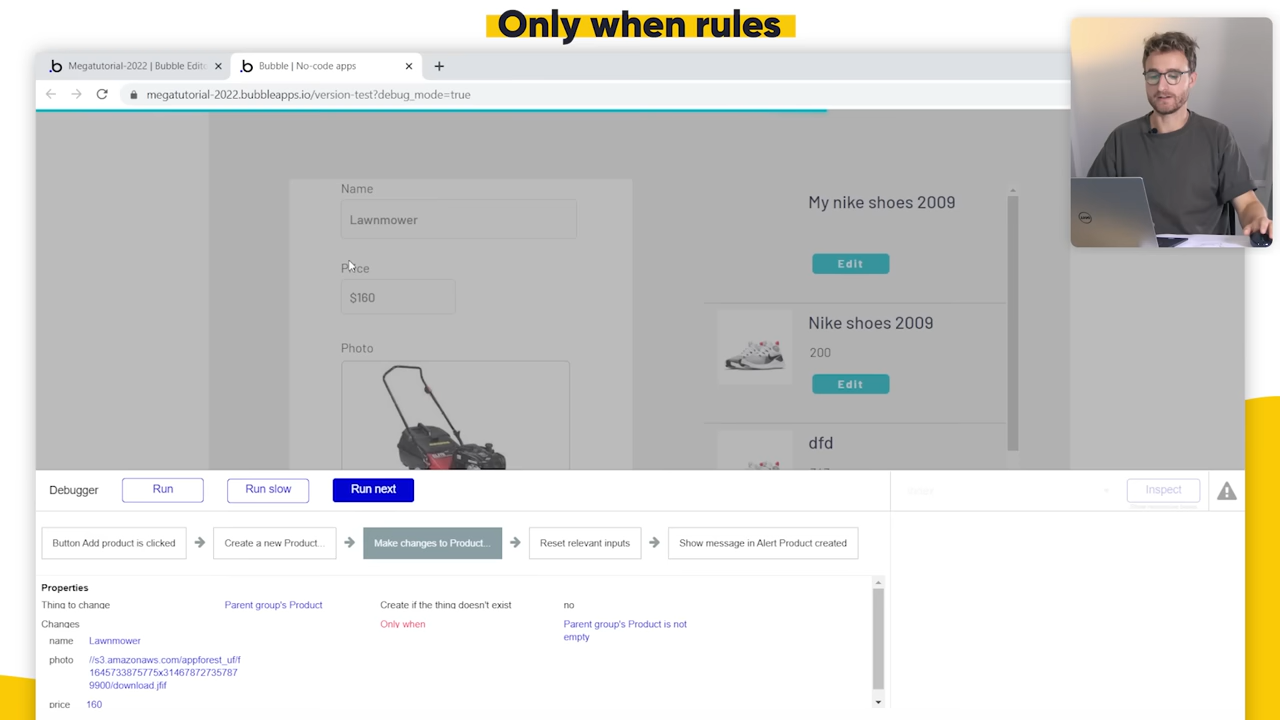 Only when rules
Megatutorial-2022 | Bubble Edit
Bubble | No-code apps
megatutorial-2022.bubbleapps.io/version-test?debug_mode=true
Name
Lawnmower
Price
$160
Photo
My nike shoes 2009
Edit
Nike shoes 2009
200
Edit
dfd
Debugger
Run
Run slow
Run next
Inspect
Button Add product is clicked
Create a new Product...
Make changes to Product...
Reset relevant inputs
Show message in Alert Product created
Properties
Thing to change
Parent group's Product
Create if the thing doesn't exist
no
Changes
Only when
Parent group's Product is not
empty
name
Lawnmower
photo
//s3.amazonaws.com/appforest_uf/f
1645733875775x31467872735787
9900/download.jfif
price
160